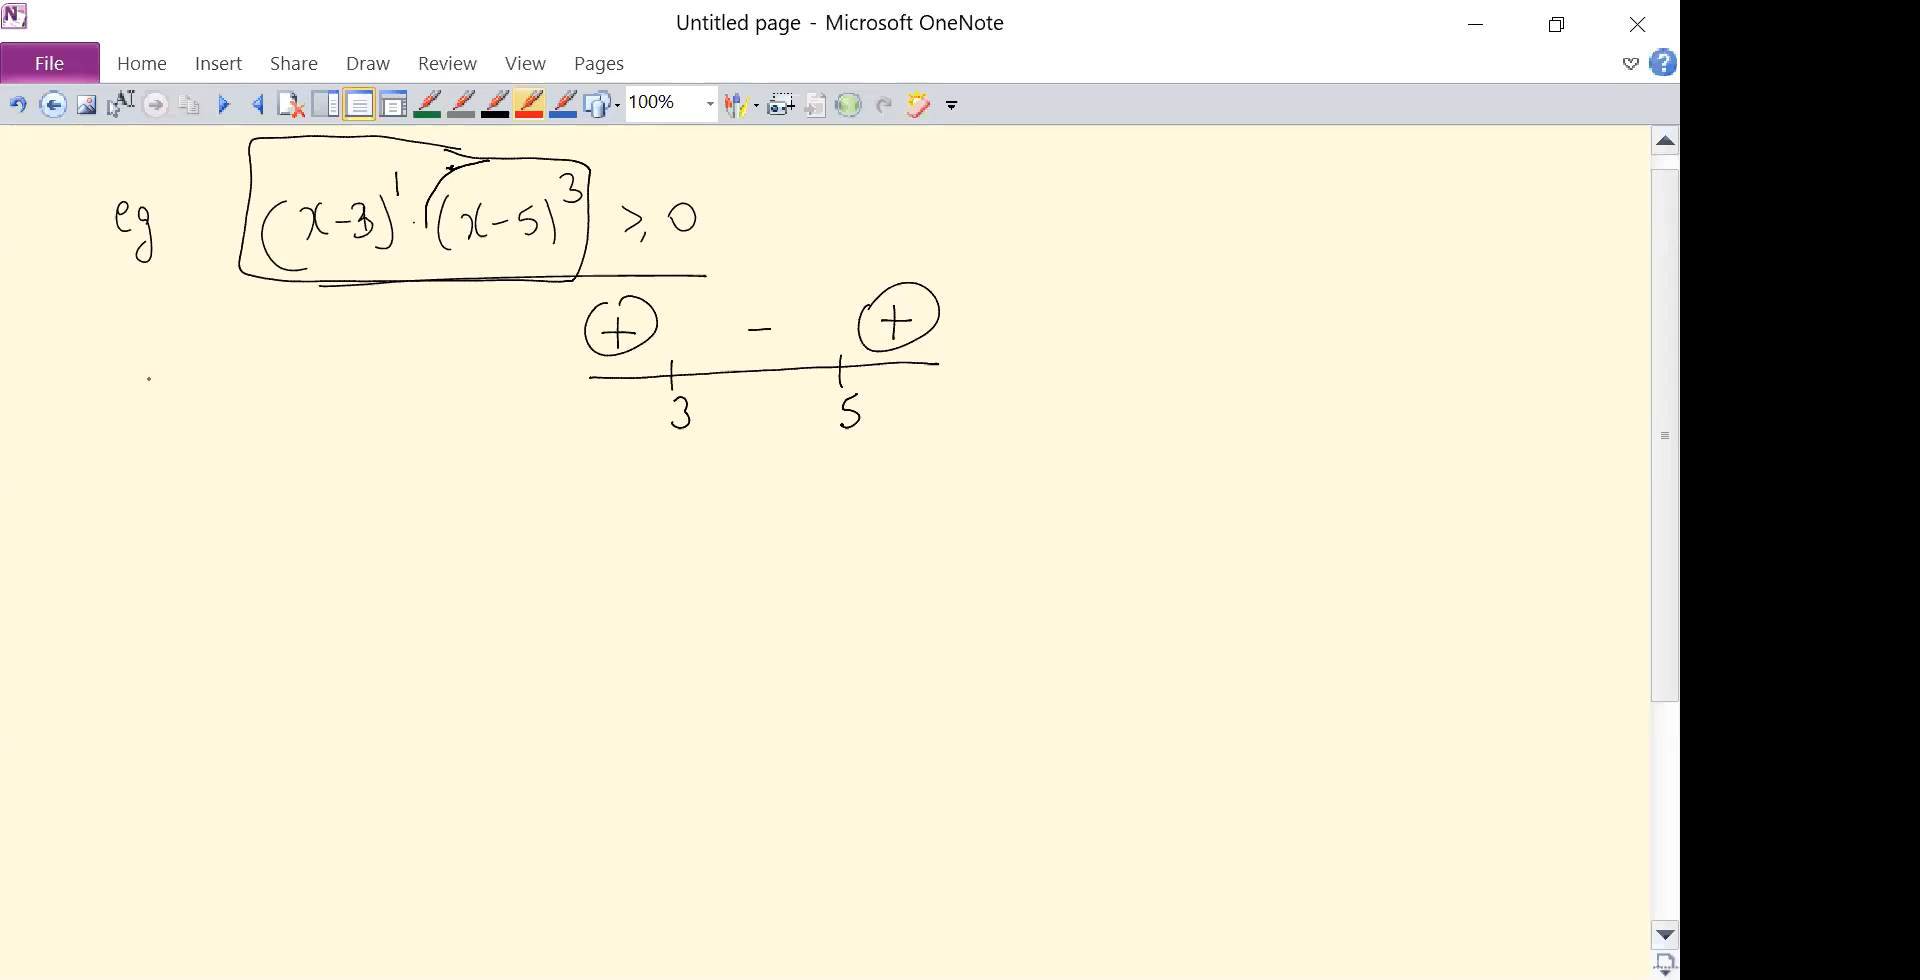 Untitled page - Microsoft OneNote
File Home Insert Share Draw Review View Pages
100%
eg (x-3)¹·(x-5)³ ⩾ 0
+ - +
3 5